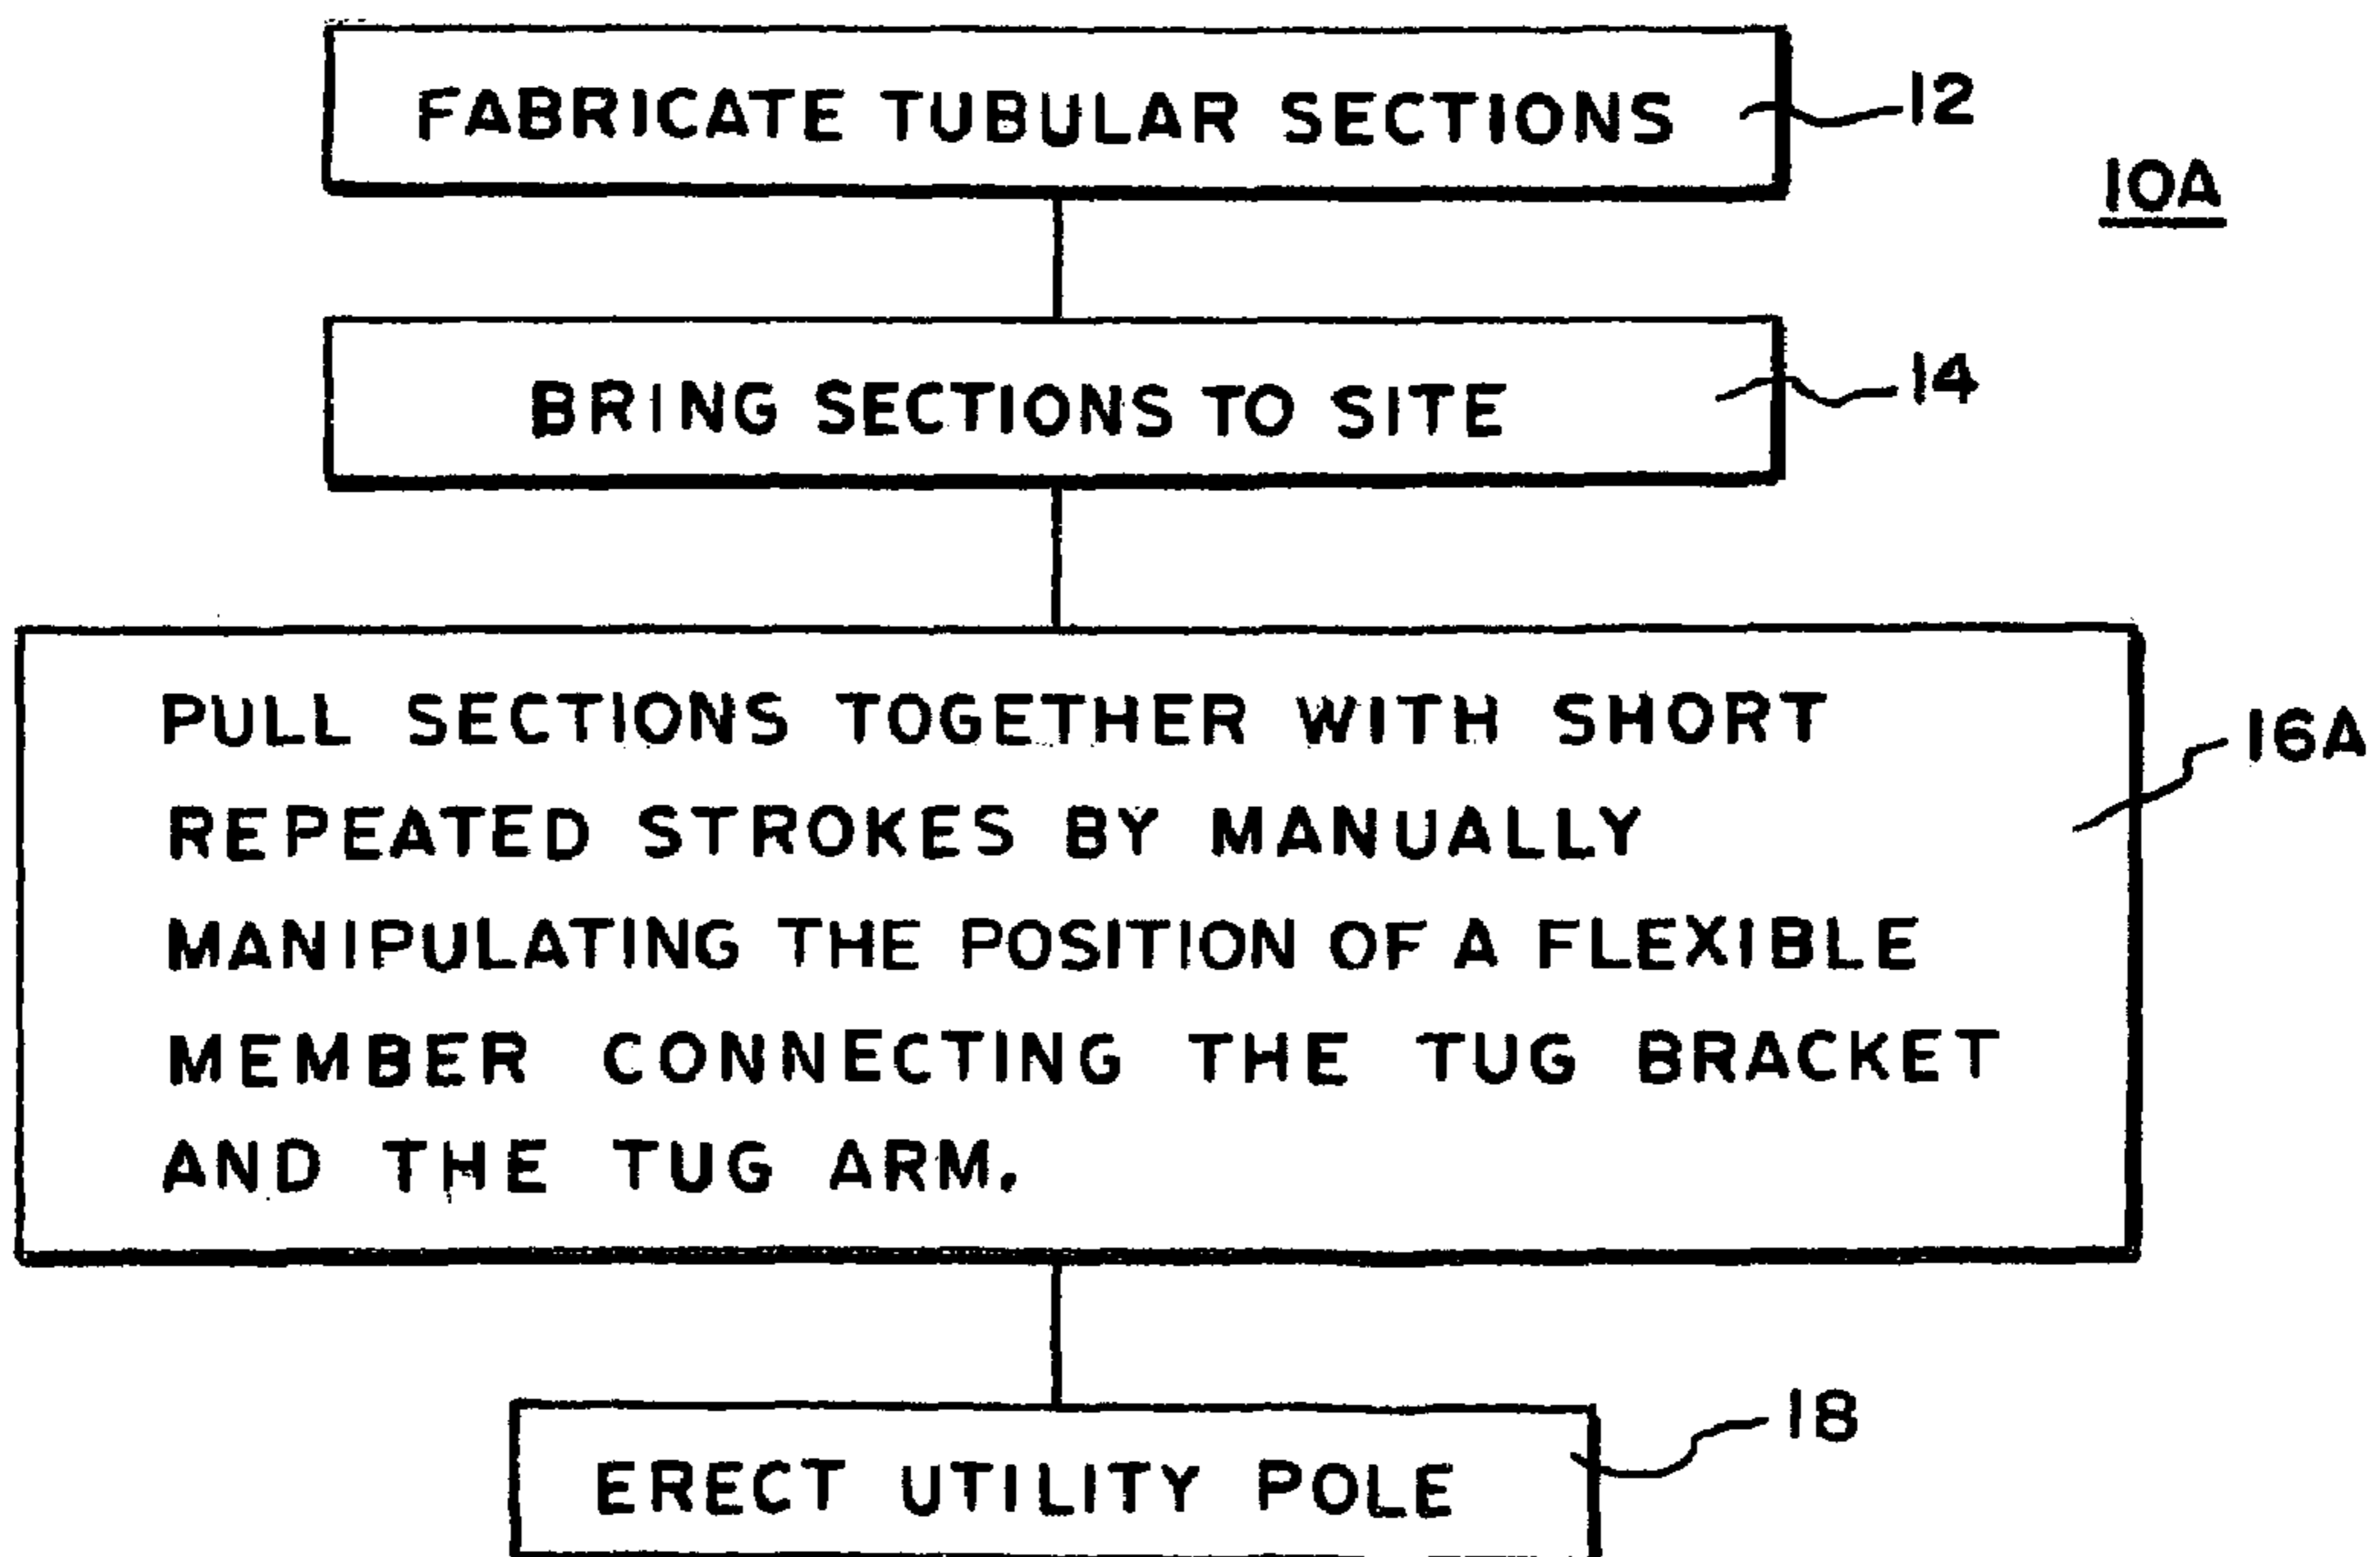 FABRICATE TUBULAR SECTIONS
12
10A
BRING SECTIONS TO SITE
14
PULL SECTIONS TOGETHER WITH SHORT
REPEATED STROKES BY MANUALLY
MANIPULATING THE POSITION OF A FLEXIBLE
MEMBER CONNECTING THE TUG BRACKET
AND THE TUG ARM.
16A
ERECT UTILITY POLE
18